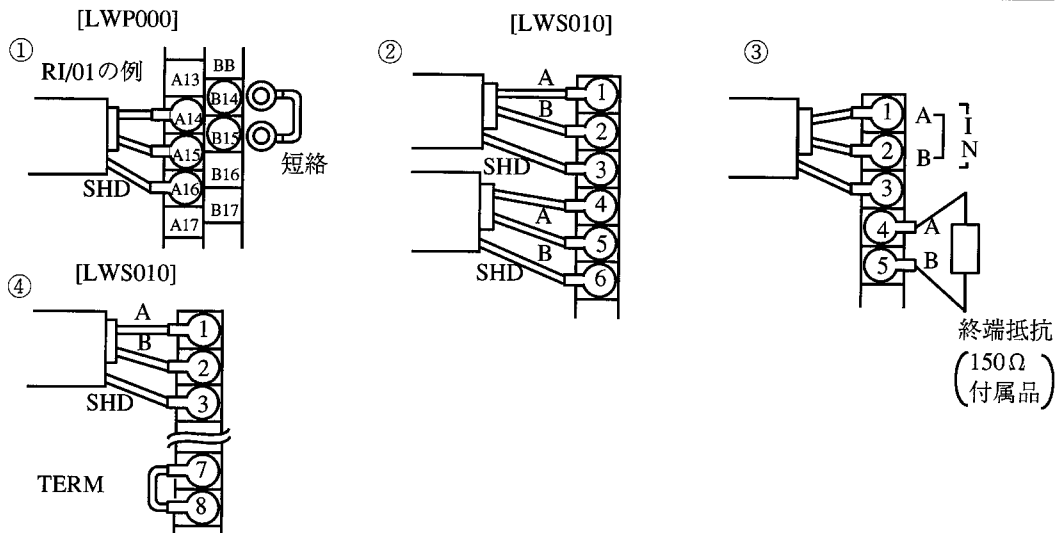 [LWP000]
①
RI/01の例
A13
BB
A14
B14
A15
B15
A16
B16
A17
B17
SHD
短絡
[LWS010]
②
A
B
SHD
A
B
SHD
1
2
3
4
5
6
③
1
2
3
4
5
A
B
IN
A
B
終端抵抗
(150Ω
付属品)
[LWS010]
④
A
B
SHD
1
2
3
TERM
7
8